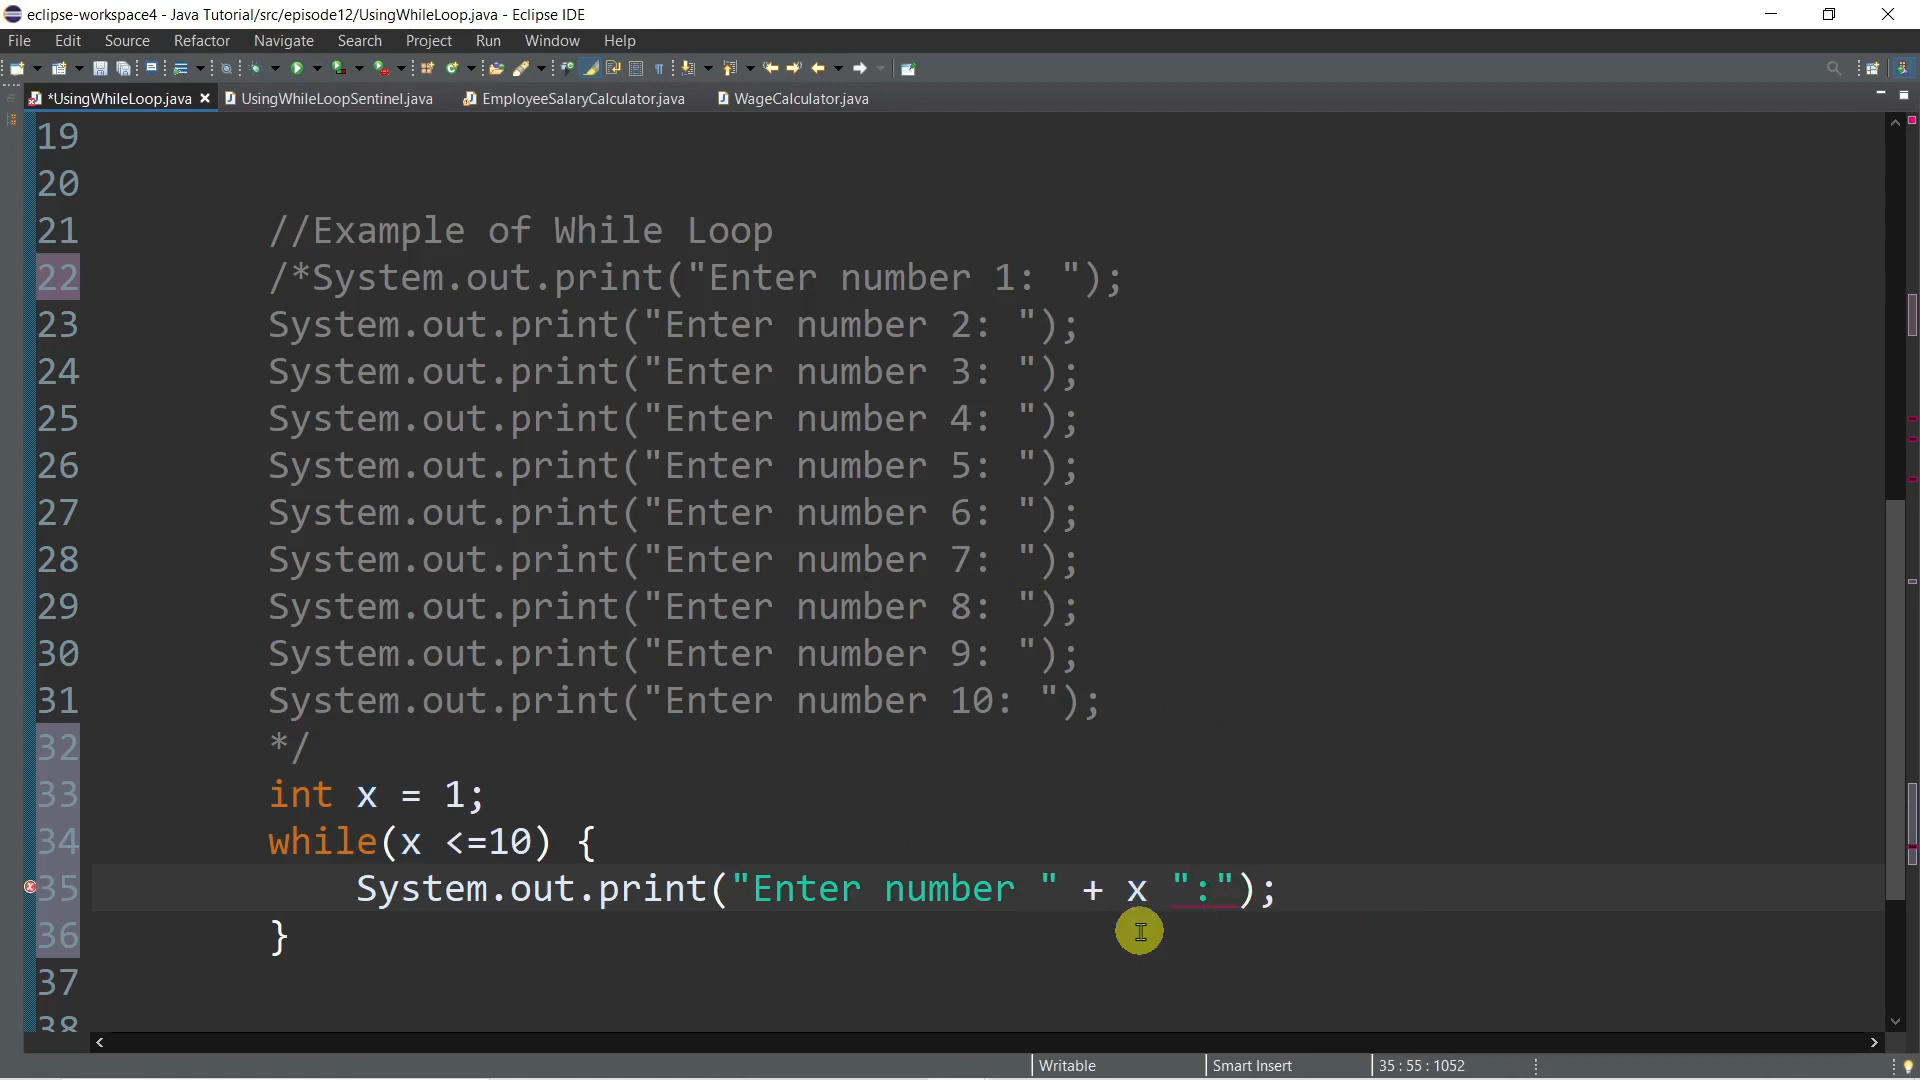 eclipse-workspace4 - Java Tutorial/src/episode12/UsingWhileLoop.java - Eclipse IDE
File Edit Source Refactor Navigate Search Project Run Window Help
*UsingWhileLoop.java UsingWhileLoopSentinel.java EmployeeSalaryCalculator.java WageCalculator.java
19
20
21 //Example of While Loop
22 /*System.out.print("Enter number 1: ");
23 System.out.print("Enter number 2: ");
24 System.out.print("Enter number 3: ");
25 System.out.print("Enter number 4: ");
26 System.out.print("Enter number 5: ");
27 System.out.print("Enter number 6: ");
28 System.out.print("Enter number 7: ");
29 System.out.print("Enter number 8: ");
30 System.out.print("Enter number 9: ");
31 System.out.print("Enter number 10: ");
32 */
33 int x = 1;
34 while(x <=10) {
35 System.out.print("Enter number " + x ":");
36 }
37
38
Writable Smart Insert 35 : 55 : 1052